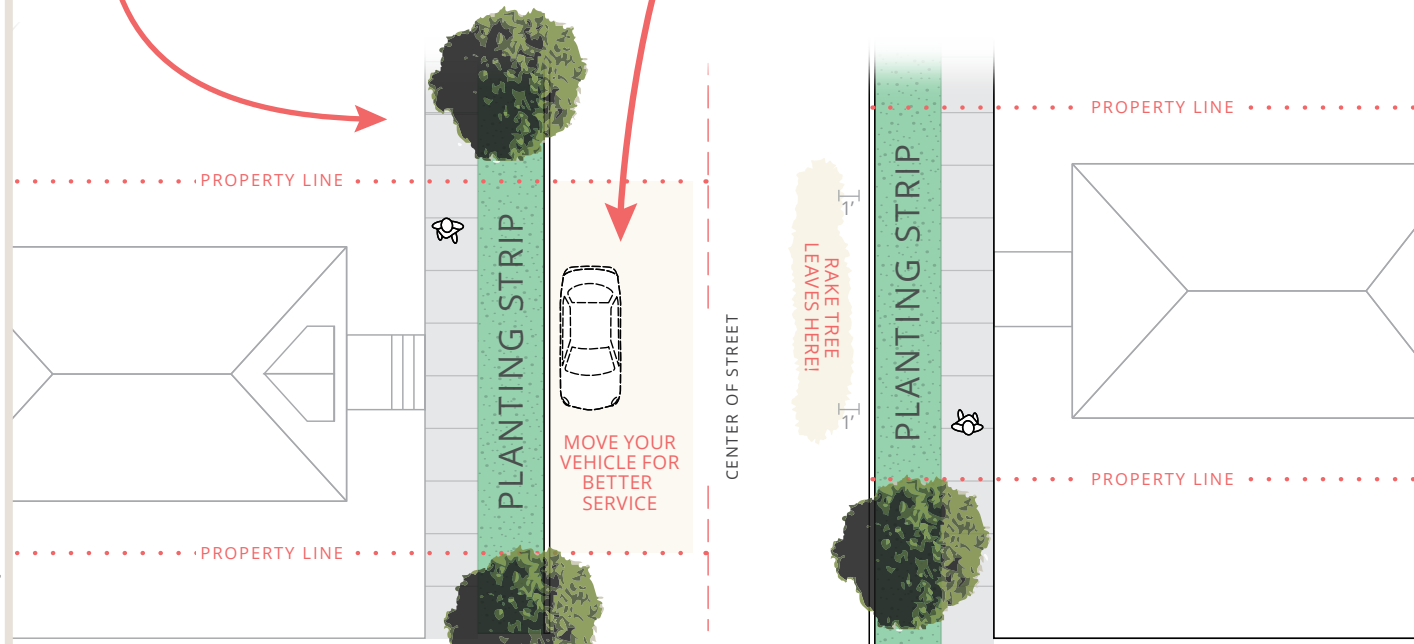 PROPERTY LINE
PLANTING STRIP
MOVE YOUR
VEHICLE FOR
BETTER
SERVICE
PROPERTY LINE
CENTER OF STREET
1’
RAKE TREE
LEAVES HERE!
1’
PLANTING STRIP
PROPERTY LINE
PROPERTY LINE